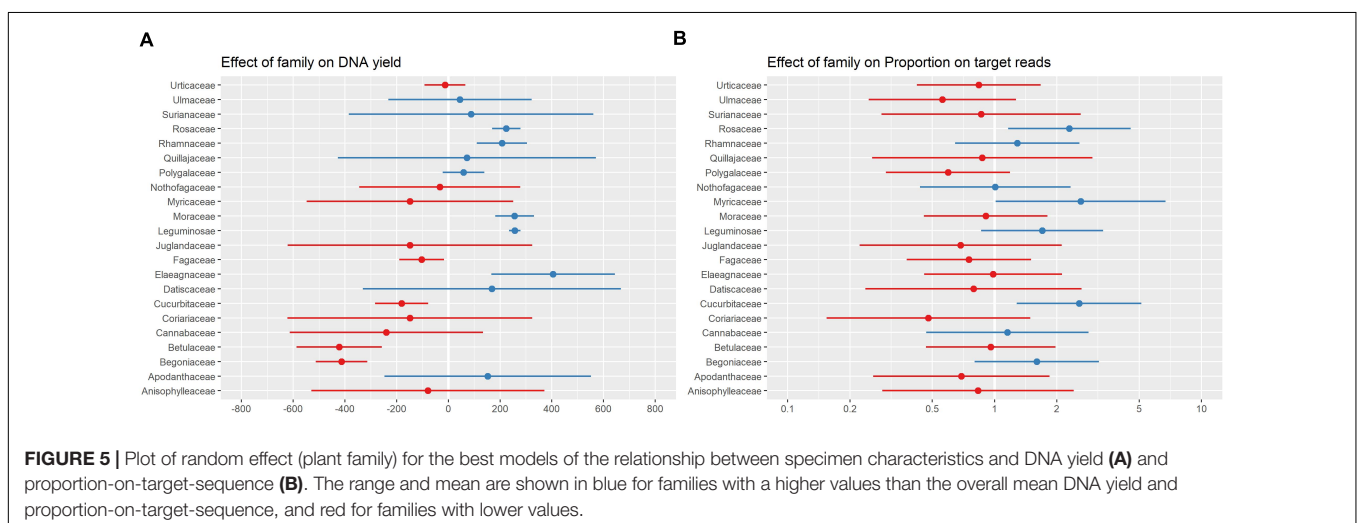 A
B
Effect of family on DNA yield
Effect of family on Proportion on target reads
Urticaceae
Ulmaceae
Surianaceae
Rosaceae
Rhamnaceae
Quillajaceae
Polygalaceae
Nothofagaceae
Myricaceae
Moraceae
Leguminosae
Juglandaceae
Fagaceae
Elaeagnaceae
Datiscaceae
Cucurbitaceae
Coriariaceae
Cannabaceae
Betulaceae
Begoniaceae
Apodanthaceae
Anisophylleaceae
-800 -600 -400 -200 0 200 400 600 800
Urticaceae
Ulmaceae
Surianaceae
Rosaceae
Rhamnaceae
Quillajaceae
Polygalaceae
Nothofagaceae
Myricaceae
Moraceae
Leguminosae
Juglandaceae
Fagaceae
Elaeagnaceae
Datiscaceae
Cucurbitaceae
Coriariaceae
Cannabaceae
Betulaceae
Begoniaceae
Apodanthaceae
Anisophylleaceae
0.1 0.2 0.5 1 2 5 10
FIGURE 5 | Plot of random effect (plant family) for the best models of the relationship between specimen characteristics and DNA yield (A) and
proportion-on-target-sequence (B). The range and mean are shown in blue for families with a higher values than the overall mean DNA yield and
proportion-on-target-sequence, and red for families with lower values.